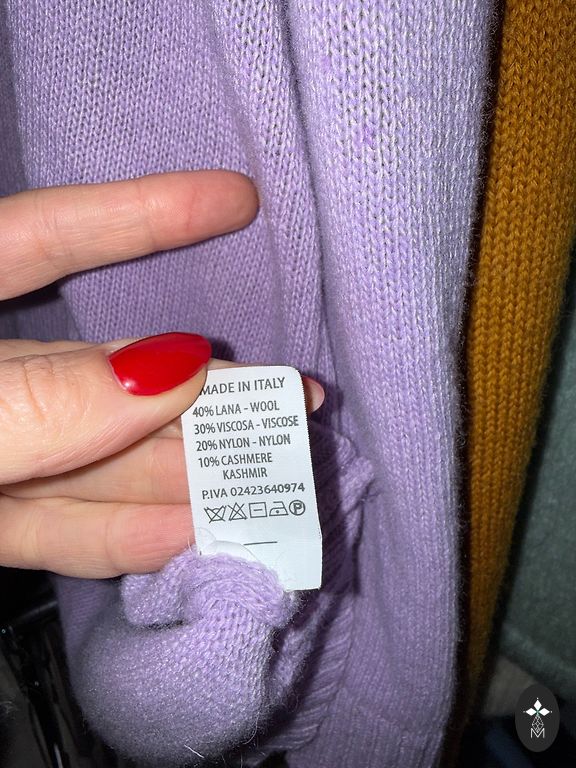 MADE IN ITALY
40% LANA - WOOL
30% VISCOSA - VISCOSE
20% NYLON - NYLON
10% CASHMERE
KASHMIR
P.IVA 02423640974
P
M